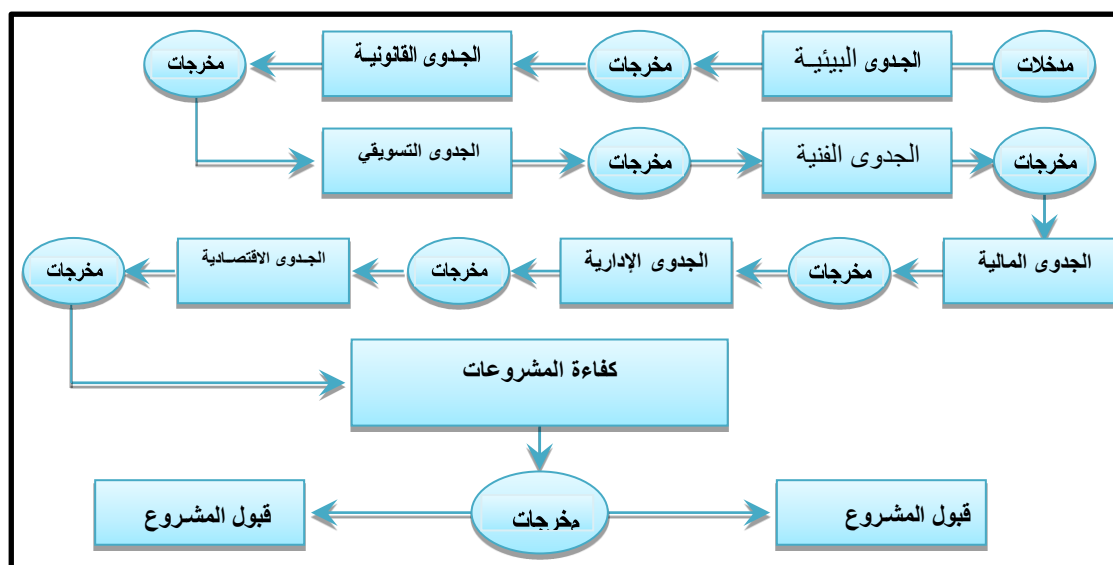 مدخلات
الجدوى البيئية
مخرجات
الجدوى القانونية
مخرجات
الجدوى التسويقي
مخرجات
الجدوى الفنية
مخرجات
الجدوى المالية
مخرجات
الجدوى الإدارية
مخرجات
الجدوى الاقتصادية
مخرجات
كفاءة المشروعات
مخرجات
قبول المشروع
قبول المشروع